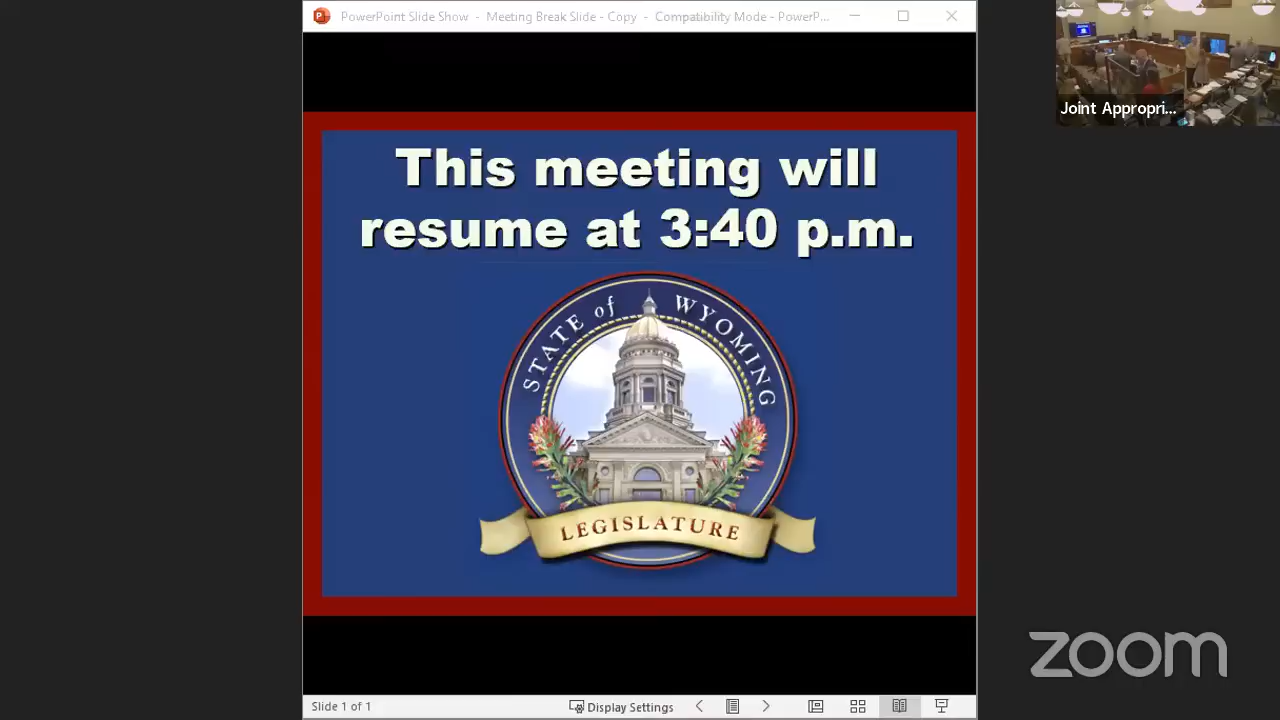 PowerPoint Slide Show - Meeting Break Slide - Copy - Compatibility Mode - PowerP...
Joint Appropri...
This meeting will
resume at 3:40 p.m.
STATE of WYOMING
LEGISLATURE
zoom
Slide 1 of 1
Display Settings